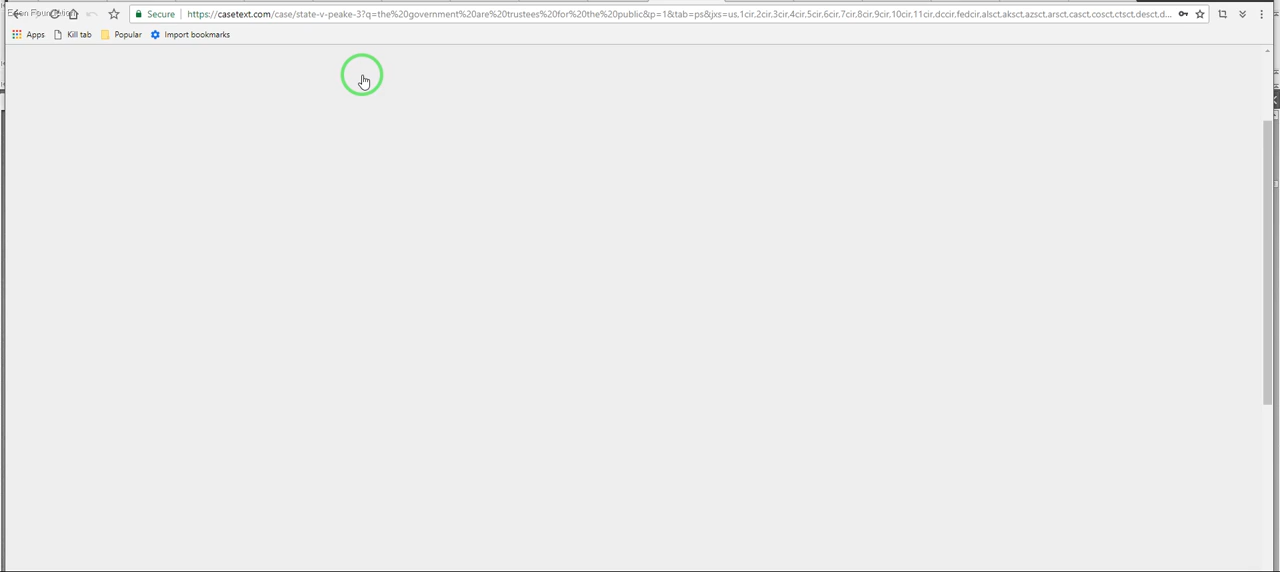 Secure https://casetext.com/case/state-v-peake-3?q=the%20government%20are%20trustees%20for%20the%20public&p=1&tab=ps&jxs=us.1cir.2cir.3cir.4cir.5cir.6cir.7cir.8cir.9cir.10cir.11cir.dccir.fedcir.alsct.aksct.azsct.arsct.casct.cosct.ctsct.desct.d...
Apps Kill tab Popular Import bookmarks